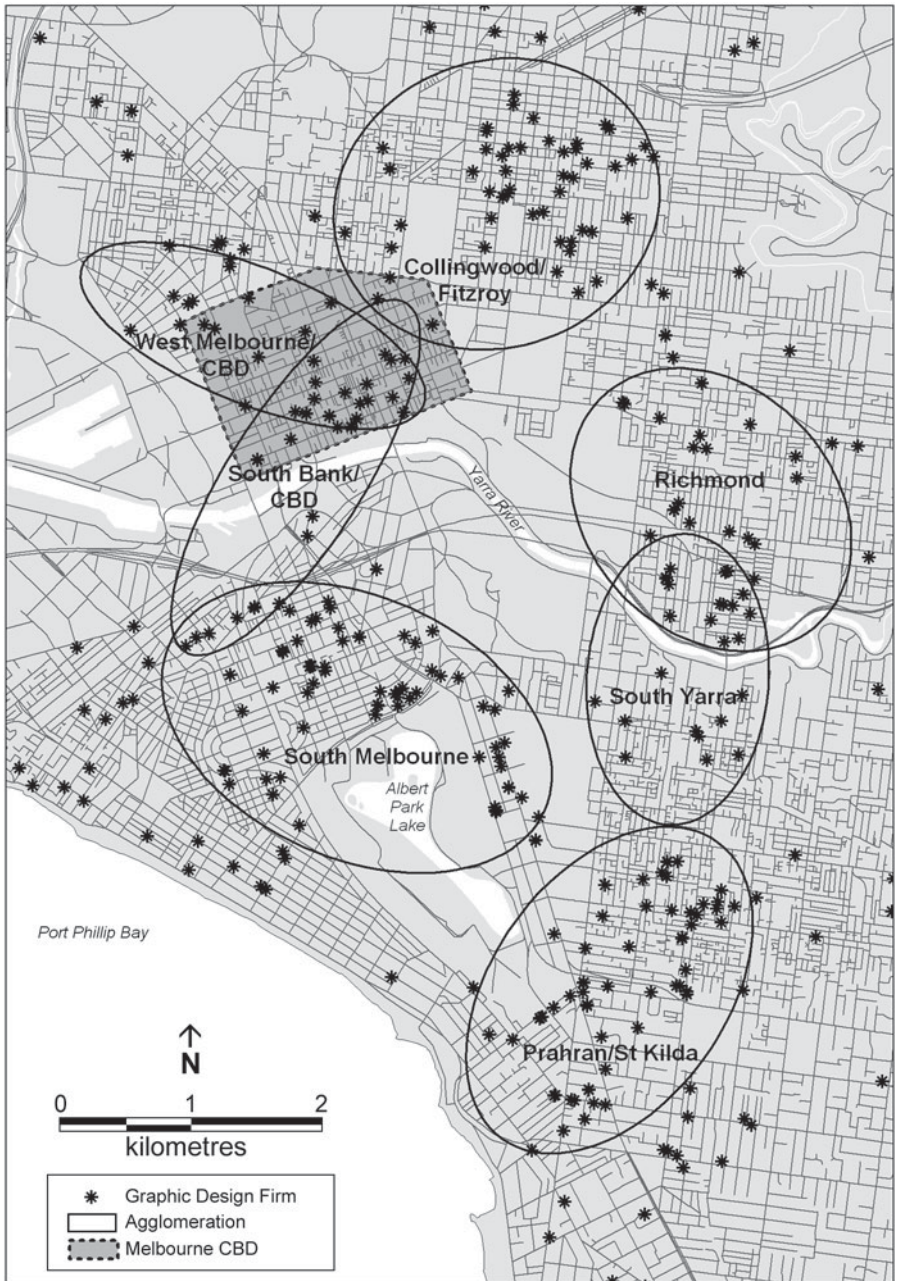 Collingwood/
Fitzroy
West Melbourne/
CBD
South Bank/
CBD
Yarra River
Richmond
South Yarra
South Melbourne
Albert
Park
Lake
Port Phillip Bay
Prahran/St Kilda
N
0 1 2
kilometres
Graphic Design Firm
Agglomeration
Melbourne CBD